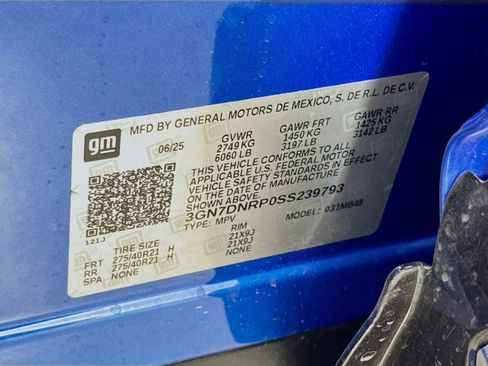 MFD BY GENERAL MOTORS DE MEXICO, S. DE R.L. DE C.V.
gm
06/25
GVWR GAWR FRT GAWR RR
2749 KG 1450 KG 1425 KG
6060 LB 3197 LB 3142 LB
THIS VEHICLE CONFORMS TO ALL
APPLICABLE U.S. FEDERAL MOTOR
VEHICLE SAFETY STANDARDS IN EFFECT
ON THE DATE OF MANUFACTURE
SHOWN ABOVE.
3GN7DNRP0SS239793
TYPE: MPV MODEL: 031MB48
121J
TIRE SIZE RIM
FRT 275/40R21 H 21X9J
RR 275/40R21 H 21X9J
SPA NONE NONE